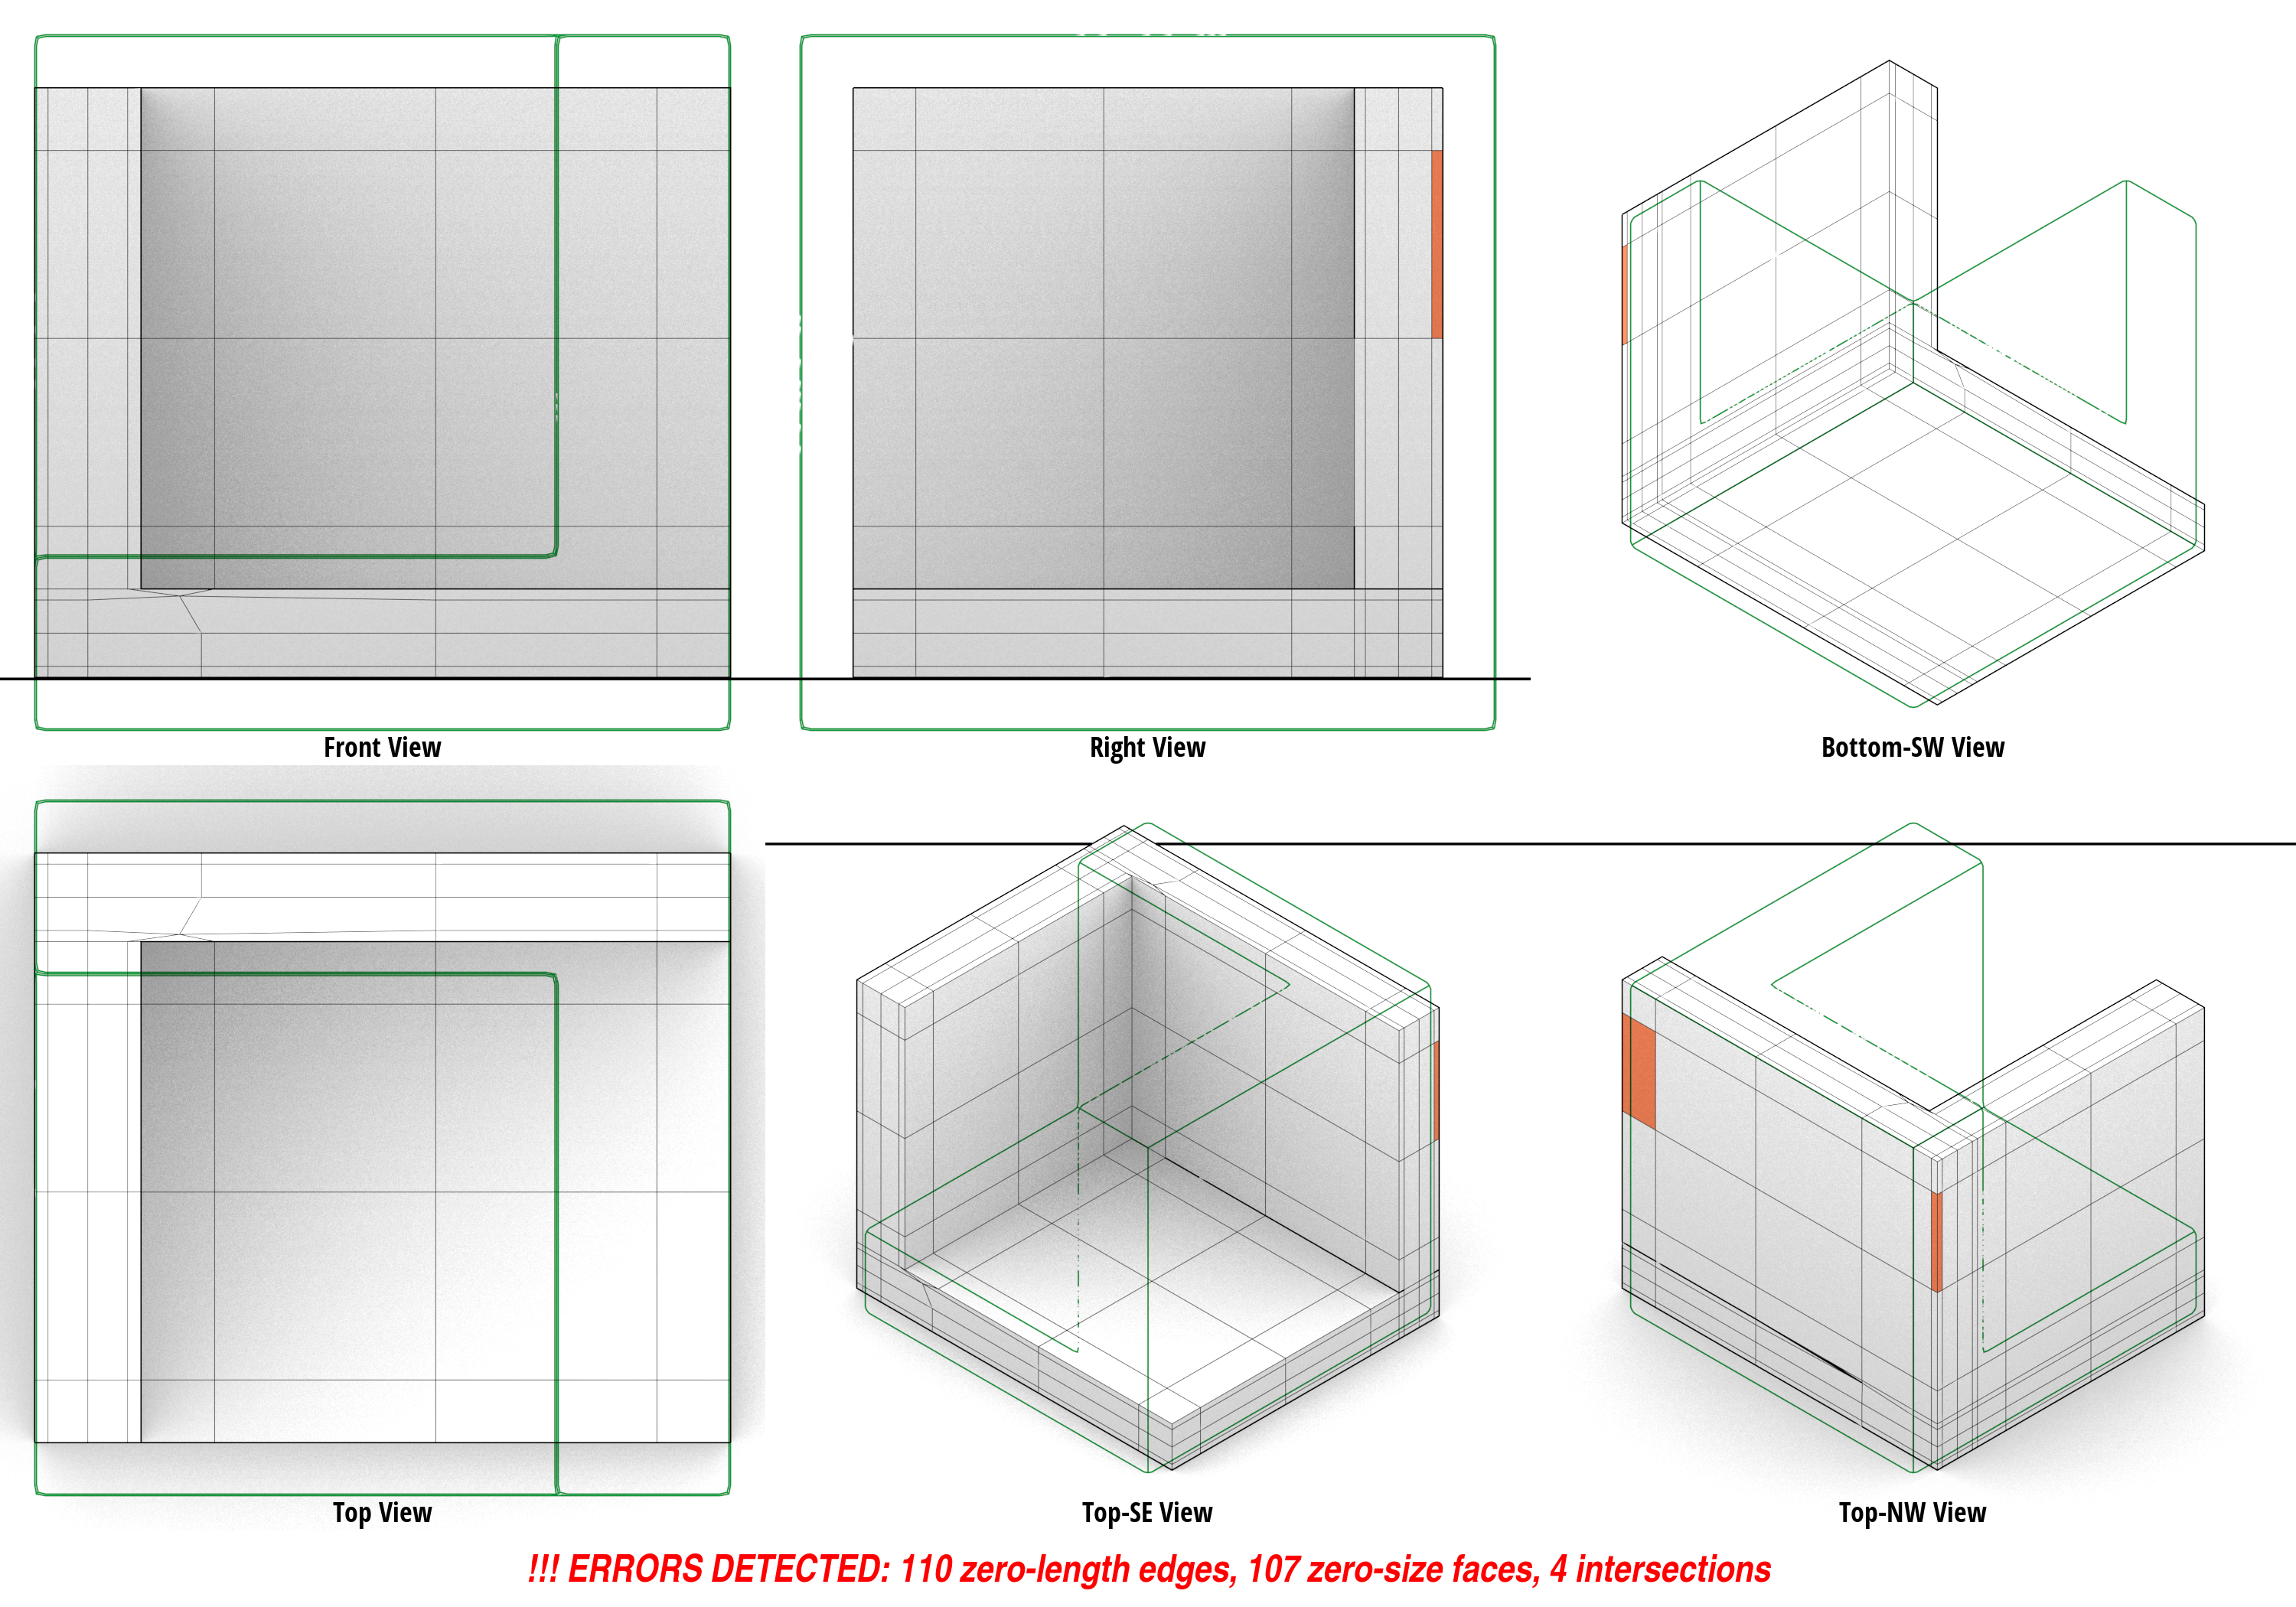 Front View
Right View
Bottom-SW View
Top View
Top-SE View
Top-NW View
!!! ERRORS DETECTED: 110 zero-length edges, 107 zero-size faces, 4 intersections